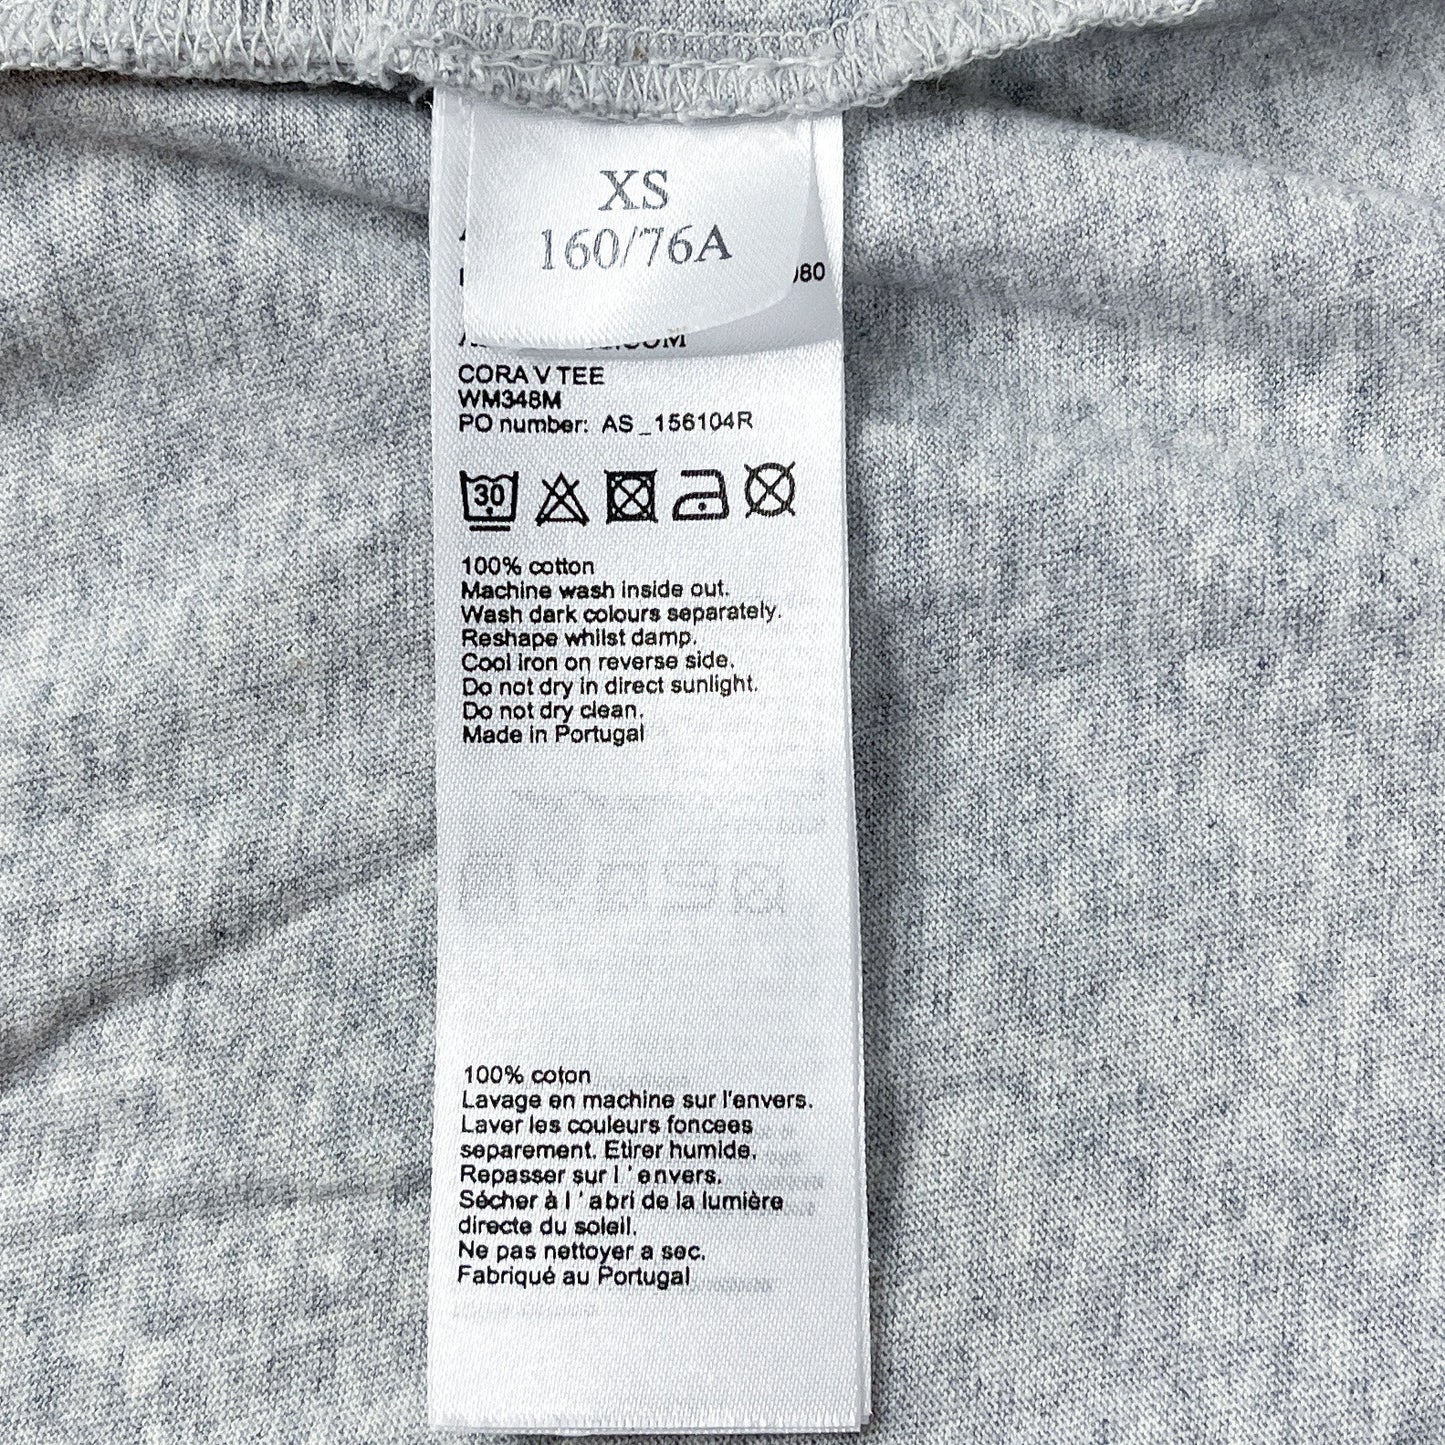 XS
160/76A
CORA V TEE
WM348M
PO number: AS_156104R
30
100% cotton
Machine wash inside out.
Wash dark colours separately.
Reshape whilst damp.
Cool iron on reverse side.
Do not dry in direct sunlight.
Do not dry clean.
Made in Portugal
100% coton
Lavage en machine sur l'envers.
Laver les couleurs foncees
separement. Etirer humide.
Repasser sur l ' envers.
Sécher à l ' abri de la lumière
directe du soleil.
Ne pas nettoyer a sec.
Fabriqué au Portugal